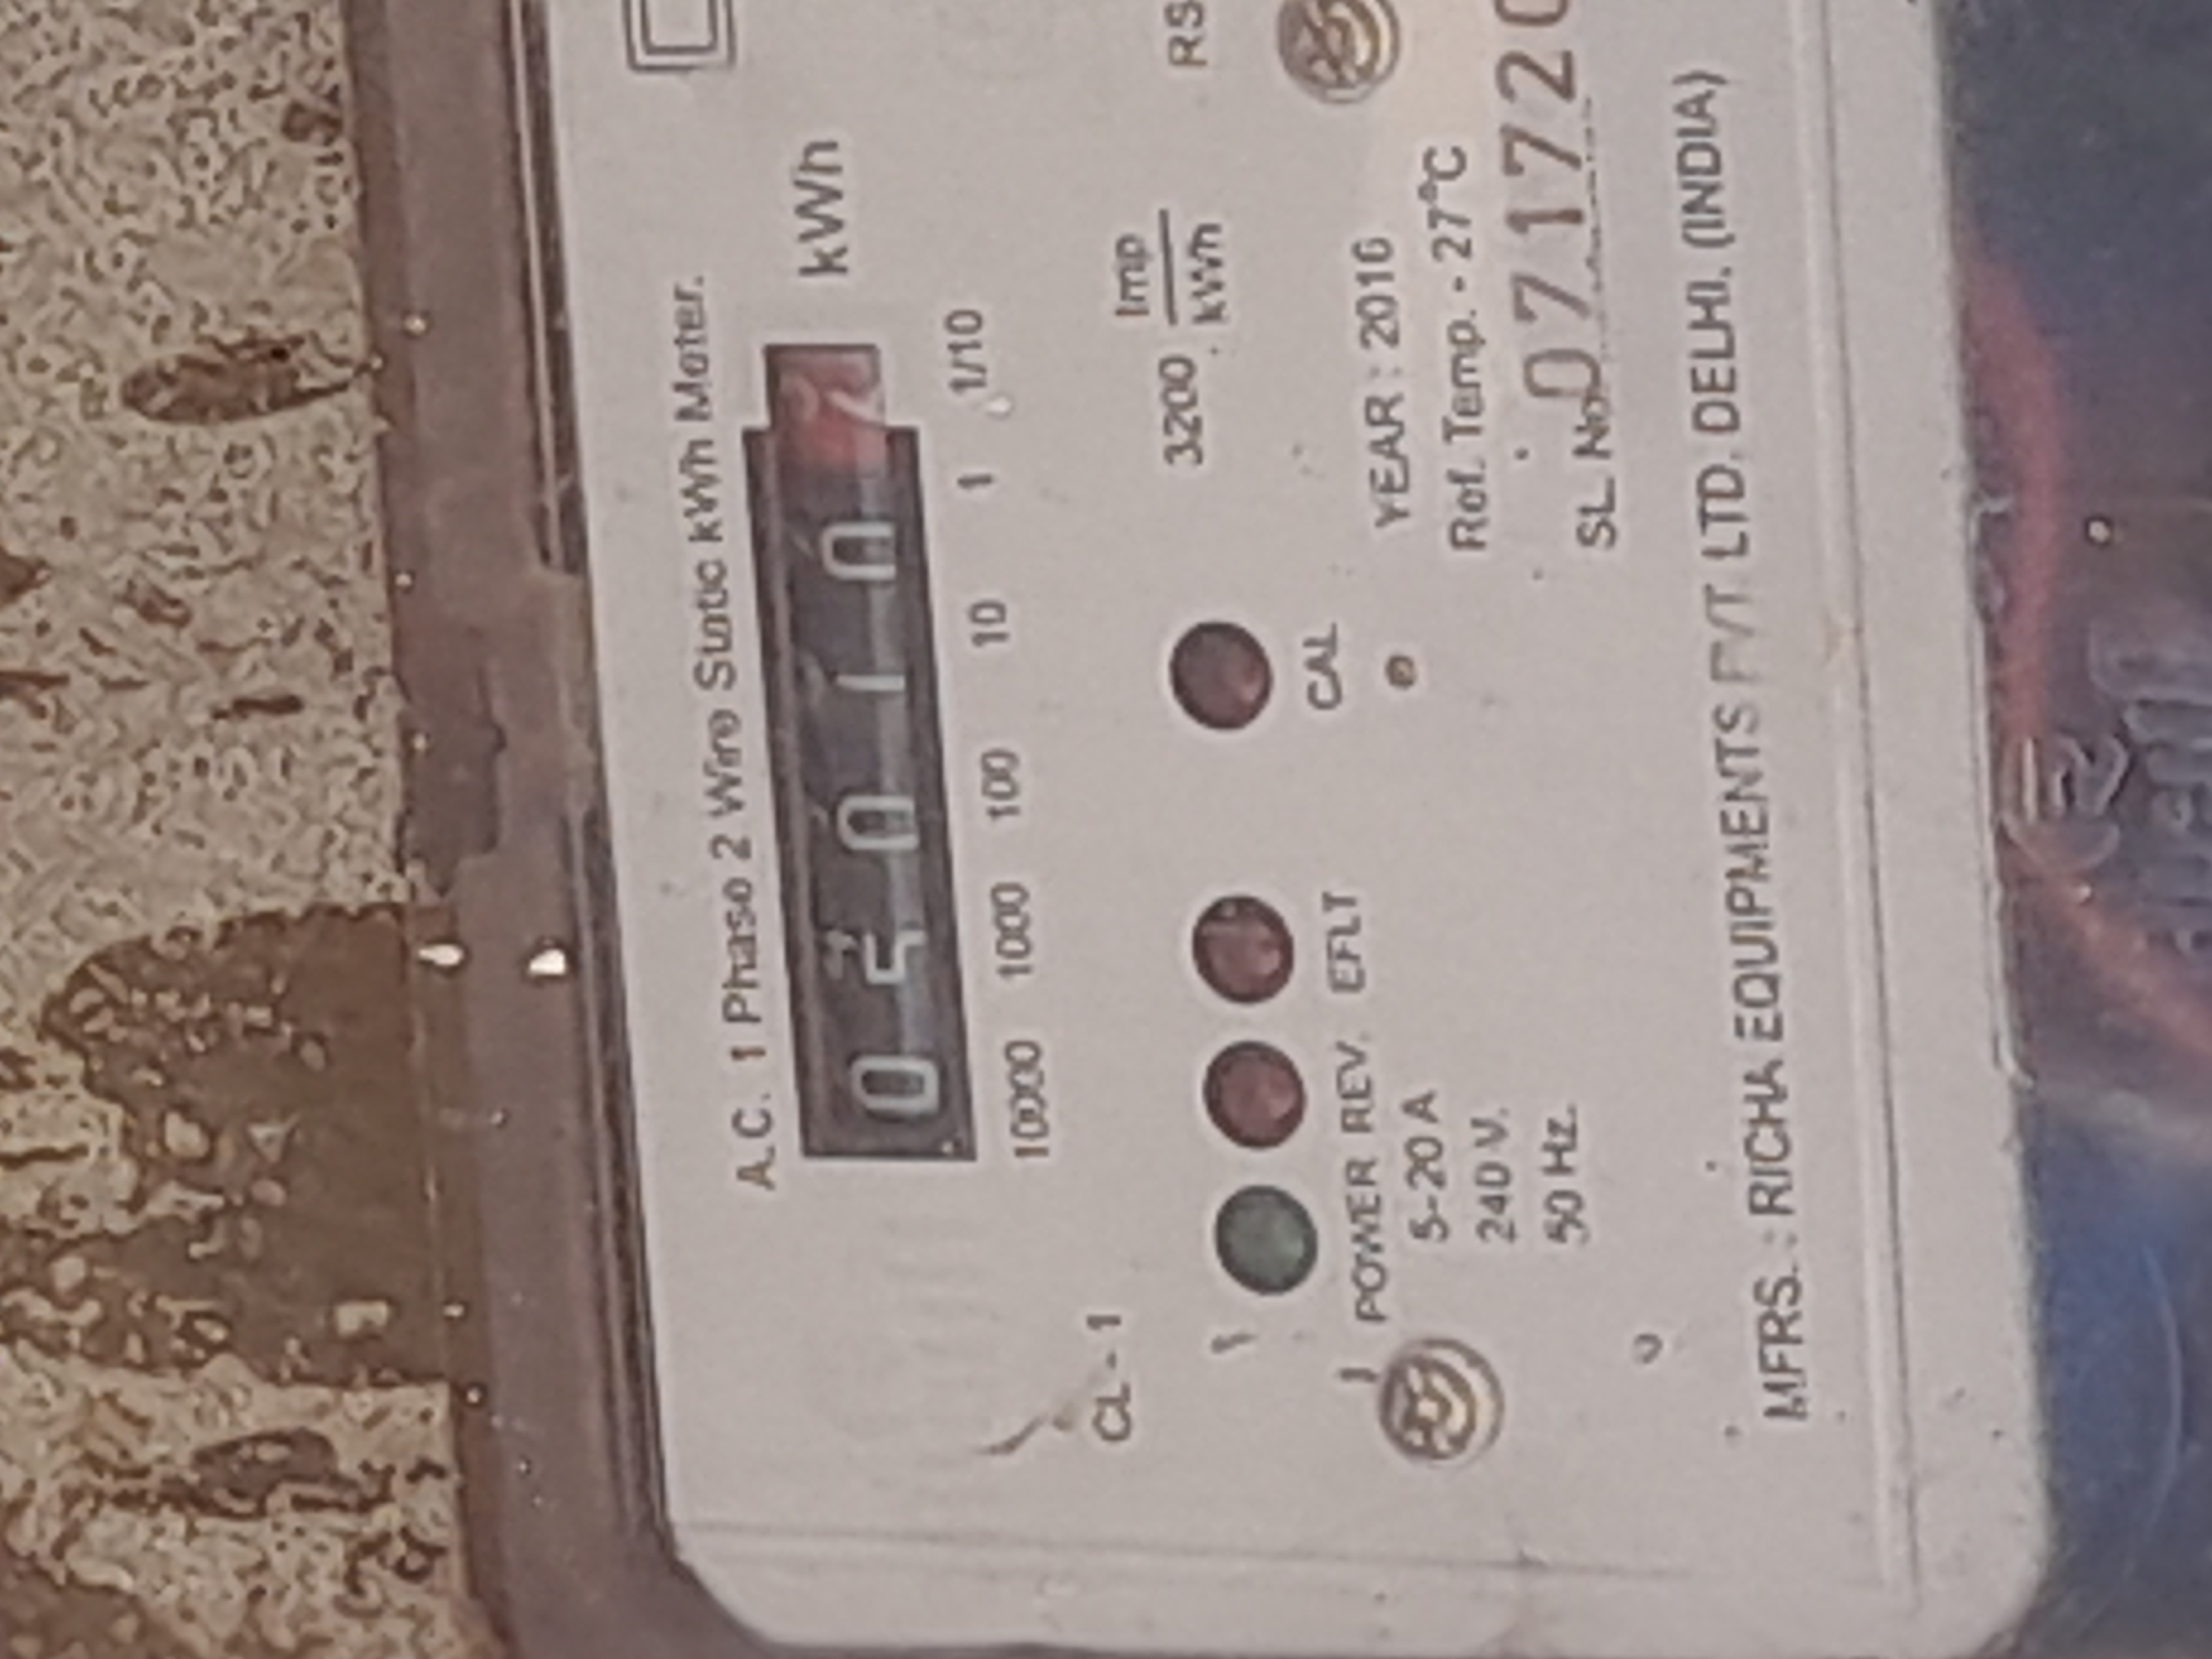 A.C. 1 Phase 2 Wire Static kWh Meter.
0 5 0 1 0 kWh
10000 1000 100 10 1 1/10
CL - 1
3200 Imp/kWh
RS
POWER REV. EFLT CAL
5-20 A
240 V.
50 Hz.
YEAR : 2016
Ref. Temp. - 27°C
SL No. 071720
MFRS. : RICHA EQUIPMENTS PVT. LTD. DELHI. (INDIA)